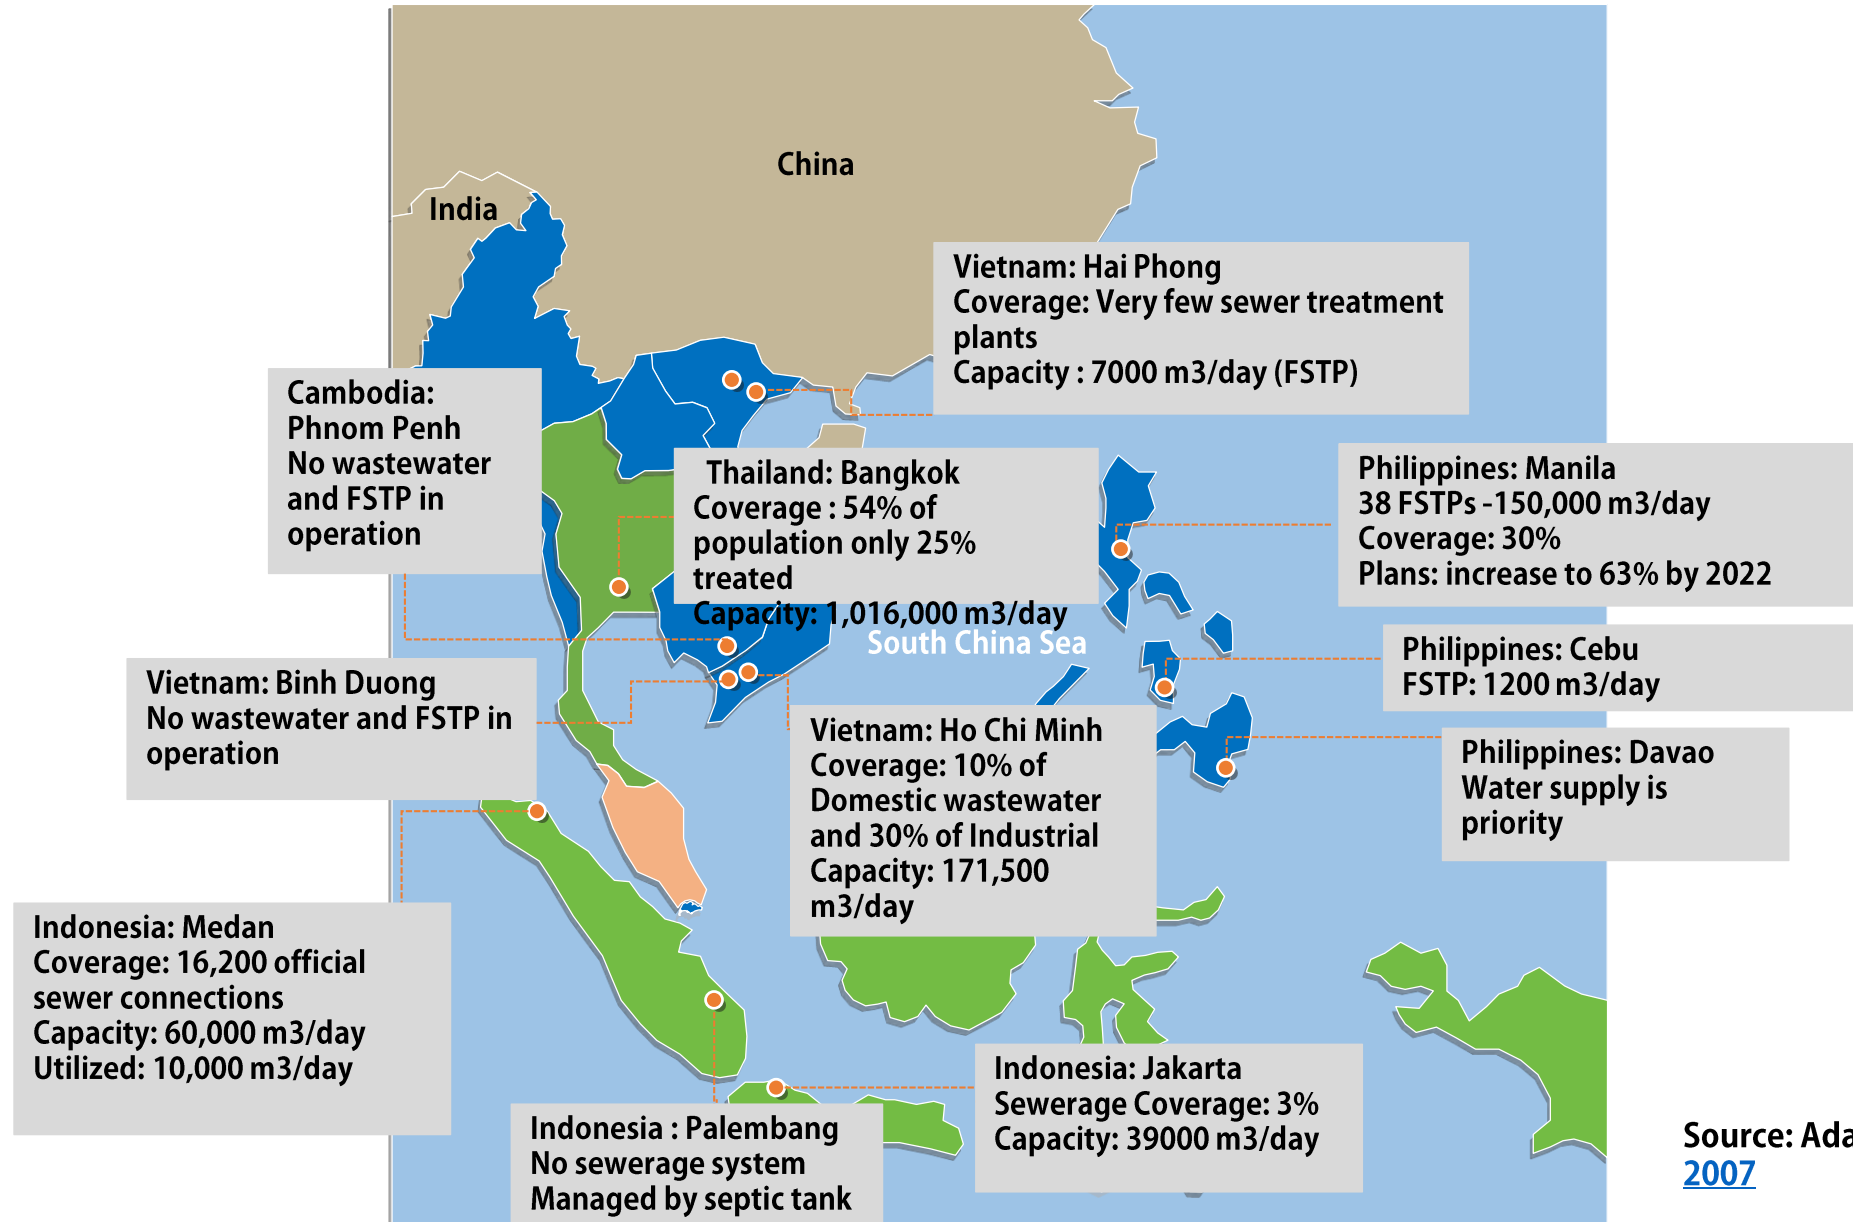 China
India
Vietnam: Hai Phong
Coverage: Very few sewer treatment
plants
Capacity : 7000 m3/day (FSTP)
Cambodia:
Phnom Penh
No wastewater
and FSTP in
operation
Thailand: Bangkok
Coverage : 54% of
population only 25%
treated
Capacity: 1,016,000 m3/day
South China Sea
Philippines: Manila
38 FSTPs -150,000 m3/day
Coverage: 30%
Plans: increase to 63% by 2022
Philippines: Cebu
FSTP: 1200 m3/day
Vietnam: Binh Duong
No wastewater and FSTP in
operation
Vietnam: Ho Chi Minh
Coverage: 10% of
Domestic wastewater
and 30% of Industrial
Capacity: 171,500
m3/day
Philippines: Davao
Water supply is
priority
Indonesia: Medan
Coverage: 16,200 official
sewer connections
Capacity: 60,000 m3/day
Utilized: 10,000 m3/day
Indonesia: Jakarta
Sewerage Coverage: 3%
Capacity: 39000 m3/day
Indonesia : Palembang
No sewerage system
Managed by septic tank
Source:
2007